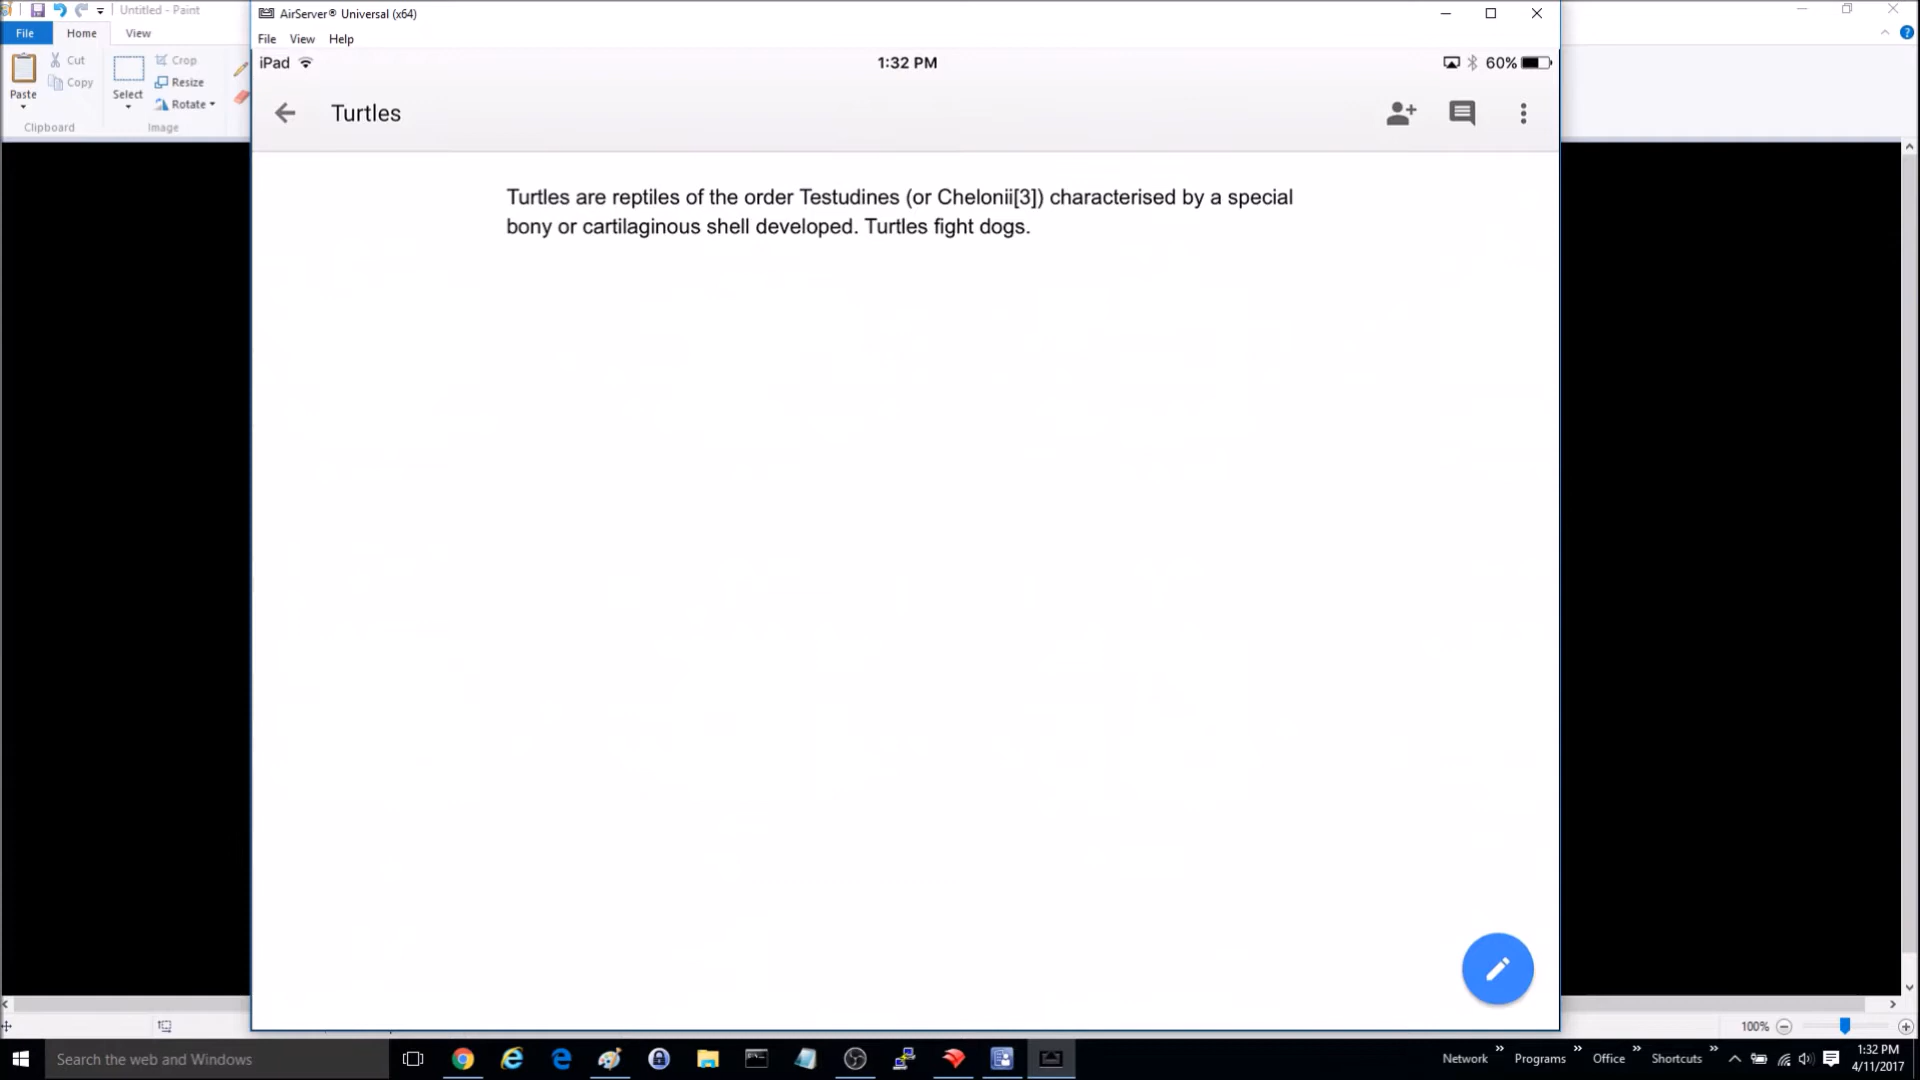 Untitled - Paint
File Home View
Paste
Cut
Copy
Clipboard
Select
Crop
Resize
Rotate
Image
AirServer® Universal (x64)
File View Help
iPad 1:32 PM 60%
Turtles
Turtles are reptiles of the order Testudines (or Chelonii[3]) characterised by a special
bony or cartilaginous shell developed. Turtles fight dogs.
100%
Search the web and Windows
Network » Programs » Office » Shortcuts »
1:32 PM
4/11/2017